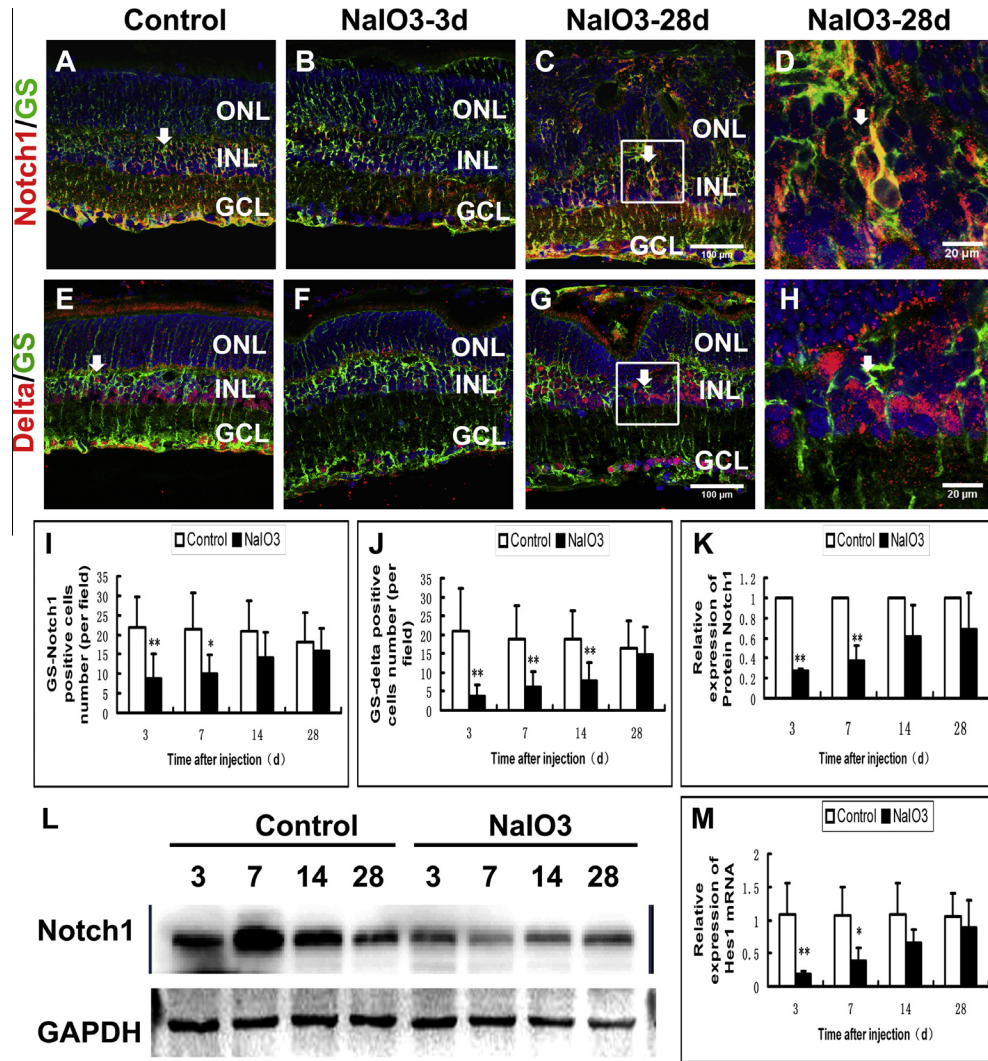 Control NaIO3-3d NaIO3-28d NaIO3-28d
Notch1/GS
A B C D
ONL ONL ONL
INL INL INL
GCL GCL GCL
100 μm 20 μm
Delta/GS
E F G H
ONL ONL ONL
INL INL INL
GCL GCL GCL
100 μm 20 μm
I
Control NaIO3
GS-Notch1
positive cells
number (per field)
35
30
25
20
15
10
5
0
** *
3 7 14 28
Time after injection (d)
J
Control NaIO3
GS-delta positive
cells number (per
field)
35
30
25
20
15
10
5
0
** ** **
3 7 14 28
Time after injection (d)
K
Control NaIO3
Relative
expression of
Protein Notch1
1.2
1
0.8
0.6
0.4
0.2
0
** **
3 7 14 28
Time after injection (d)
L
Control NaIO3
3 7 14 28 3 7 14 28
Notch1
GAPDH
M
Control NaIO3
Relative
expression of
Hes1 mRNA
2
1.5
1
0.5
0
** *
3 7 14 28
Time after injection (d)